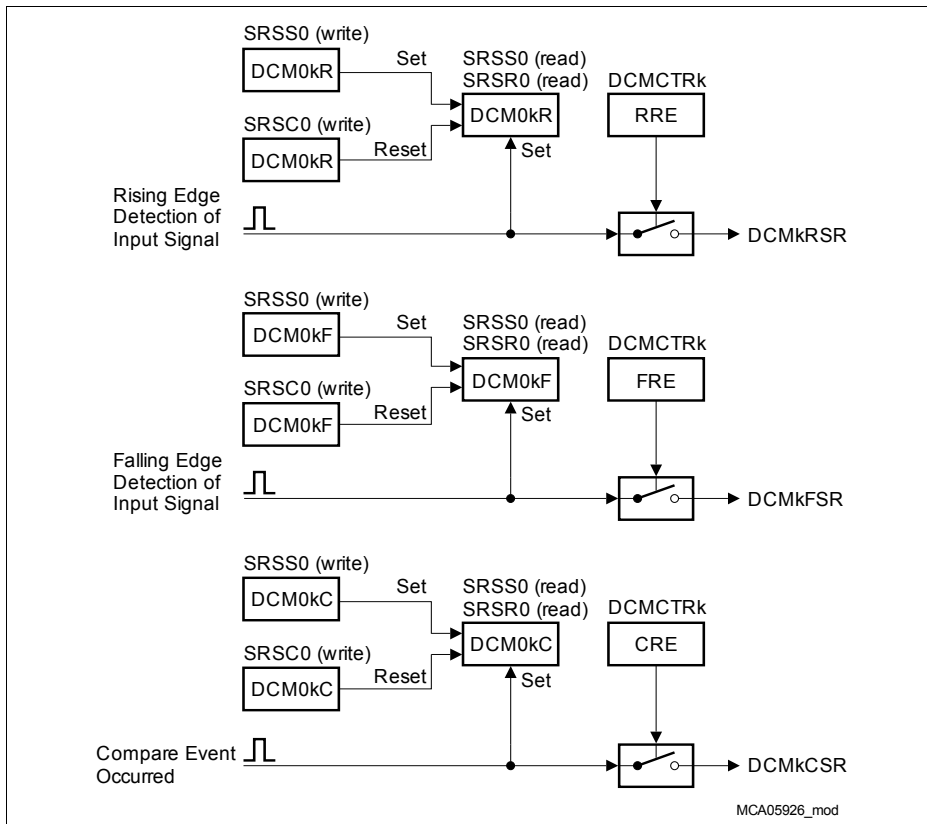 SRSS0 (write)
DCM0kR
Set
SRSS0 (read)
SRSR0 (read)
DCM0kR
DCMCTRk
RRE
SRSC0 (write)
DCM0kR
Reset
Set
Rising Edge
Detection of
Input Signal
DCMkRSR
SRSS0 (write)
DCM0kF
Set
SRSS0 (read)
SRSR0 (read)
DCM0kF
DCMCTRk
FRE
SRSC0 (write)
DCM0kF
Reset
Set
Falling Edge
Detection of
Input Signal
DCMkFSR
SRSS0 (write)
DCM0kC
Set
SRSS0 (read)
SRSR0 (read)
DCM0kC
DCMCTRk
CRE
SRSC0 (write)
DCM0kC
Reset
Set
Compare Event
Occurred
DCMkCSR
MCA05926_mod